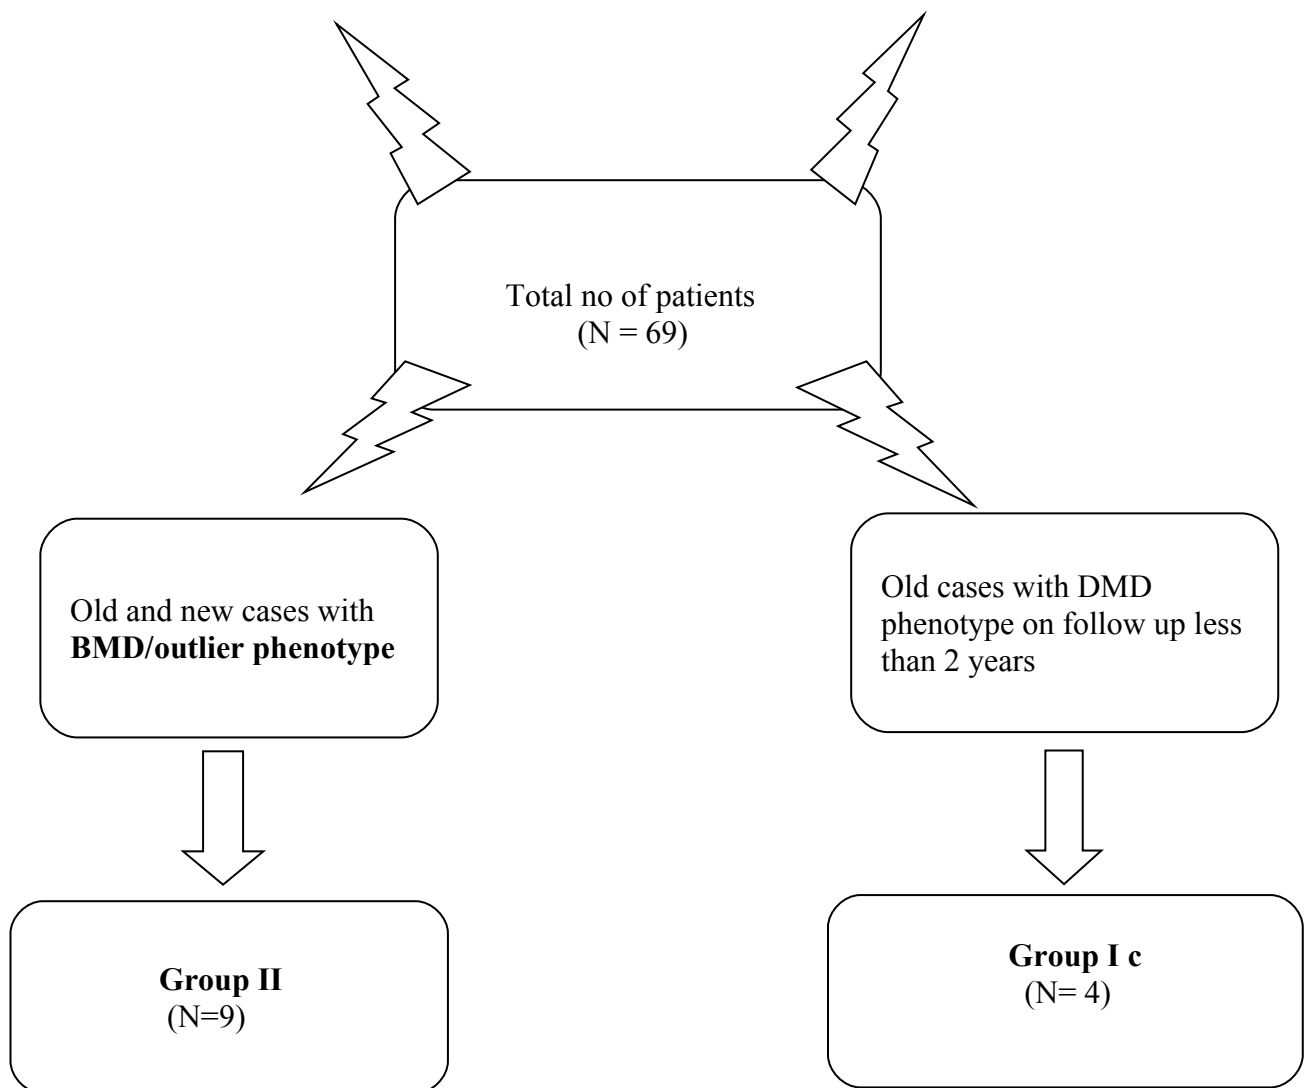 Total no of patients
(N = 69)
Old and new cases with
BMD/outlier phenotype
Old cases with DMD
phenotype on follow up less
than 2 years
Group II
(N=9)
Group I c
(N= 4)